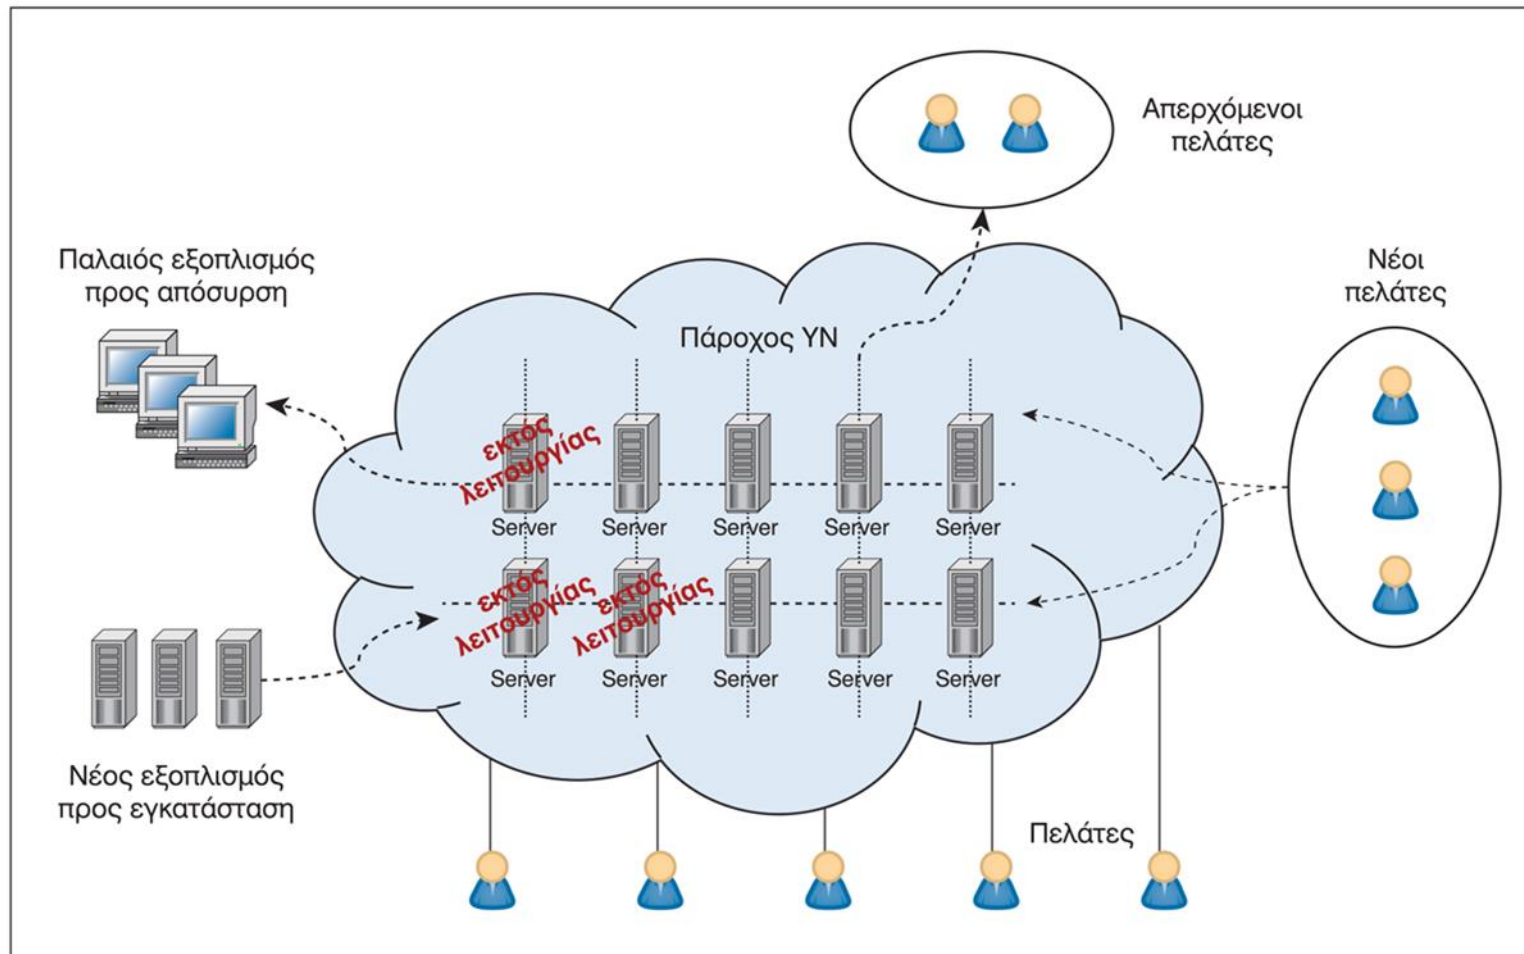 Απερχόμενοι
πελάτες
Παλαιός εξοπλισμός
προς απόσυρση
Νέοι
πελάτες
Πάροχος ΥΝ
εκτός
λειτουργίας
Server
Server
Server
Server
Server
εκτός
λειτουργίας
εκτός
λειτουργίας
Server
Server
Server
Server
Server
Νέος εξοπλισμός
προς εγκατάσταση
Πελάτες